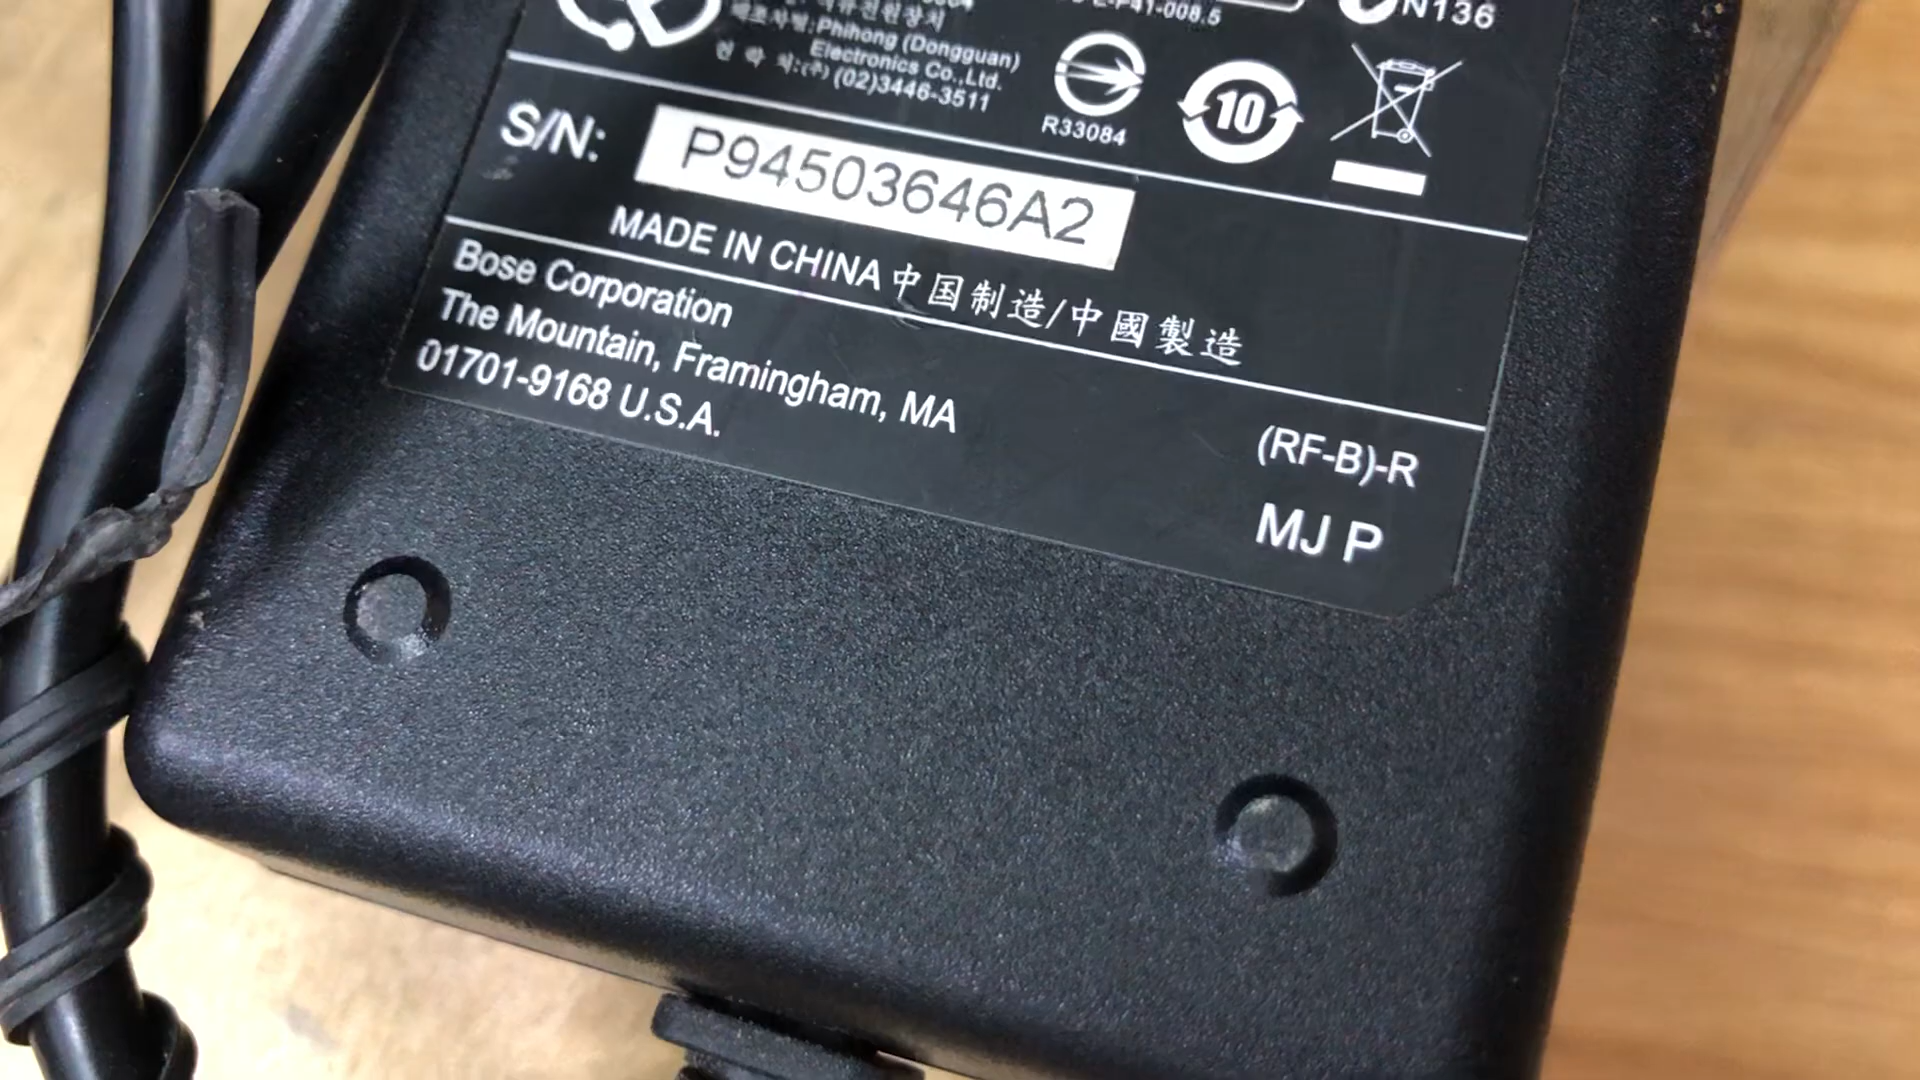 N136
Phihong (Dongguan)
Electronics Co.,Ltd.
(02)3446-3511
R33084
10
S/N: P94503646A2
MADE IN CHINA 中国制造/中國製造
Bose Corporation
The Mountain, Framingham, MA
01701-9168 U.S.A.
(RF-B)-R
MJ P